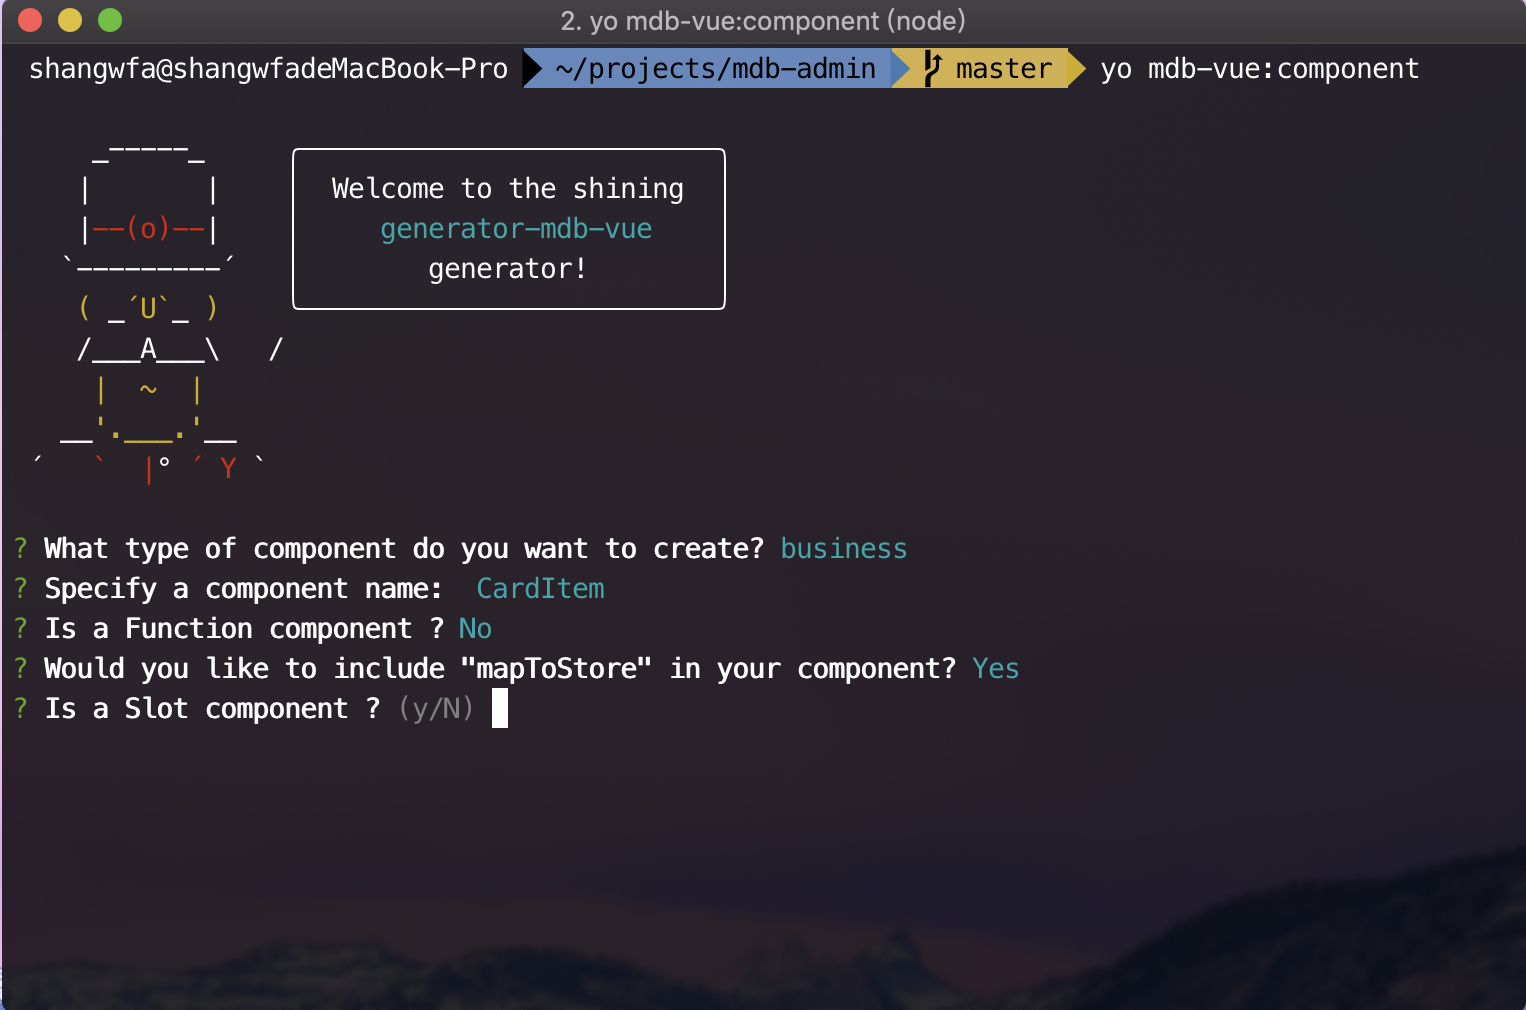 2. yo mdb-vue:component (node)
shangwfa@shangwfadeMacBook-Pro ~/projects/mdb-admin master yo mdb-vue:component
Welcome to the shining
|--(o)--| generator-mdb-vue
`---------´ generator!
( _´U`_ )
/___A___\ /
| ~ |
__'.___.'__
´ ` |° ´ Y `
? What type of component do you want to create? business
? Specify a component name: CardItem
? Is a Function component ? No
? Would you like to include "mapToStore" in your component? Yes
? Is a Slot component ? (y/N)